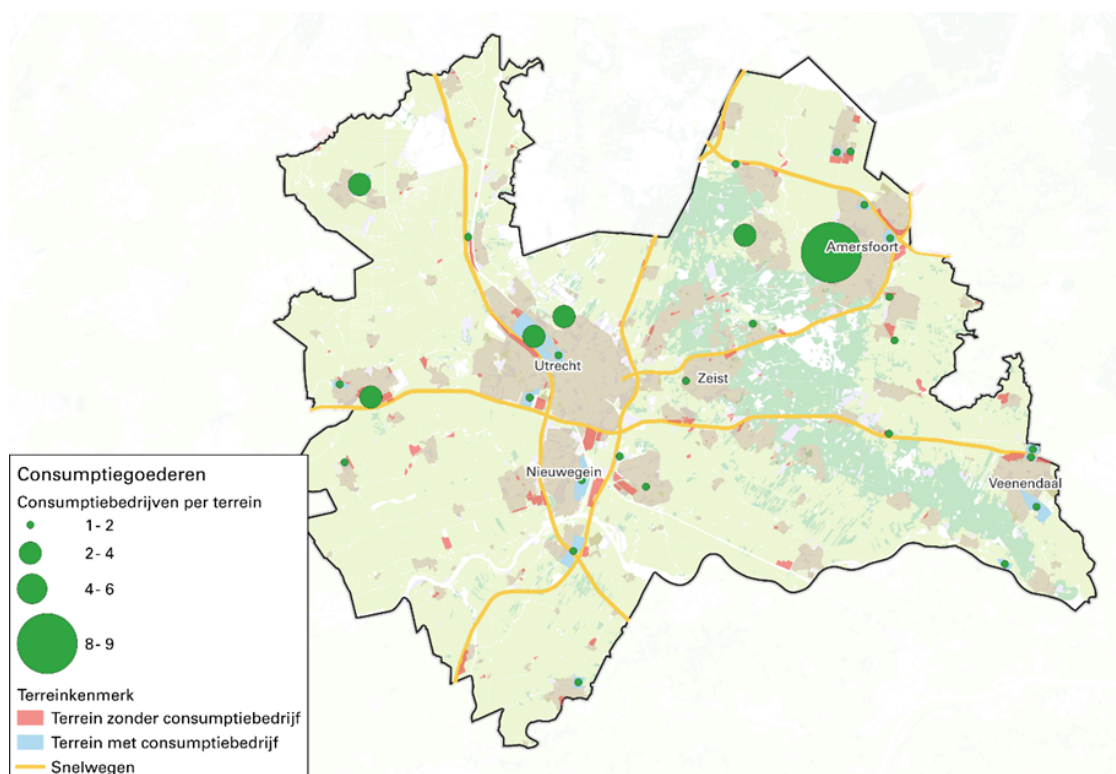 Amersfoort
Utrecht
Zeist
Nieuwegein
Veenendaal
Consumptiegoederen
Consumptiebedrijven per terrein
1 - 2
2 - 4
4 - 6
8 - 9
Terreinkenmerk
Terrein zonder consumptiebedrijf
Terrein met consumptiebedrijf
Snelwegen